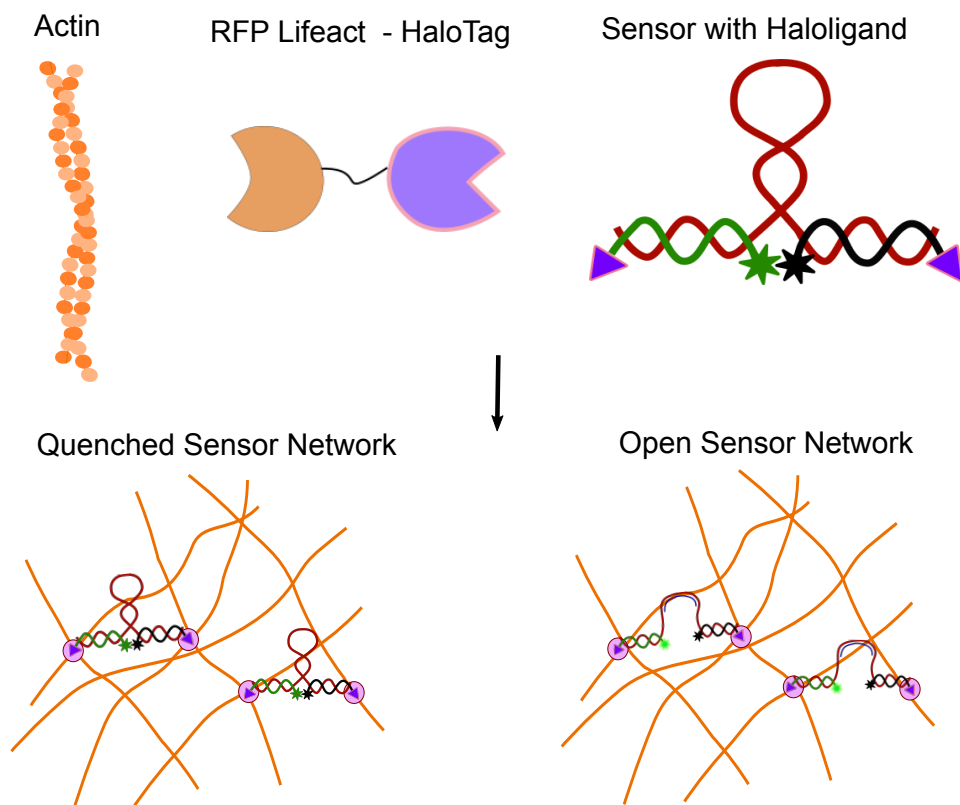 Actin
RFP Lifeact - HaloTag
Sensor with Haloligand
Quenched Sensor Network
Open Sensor Network